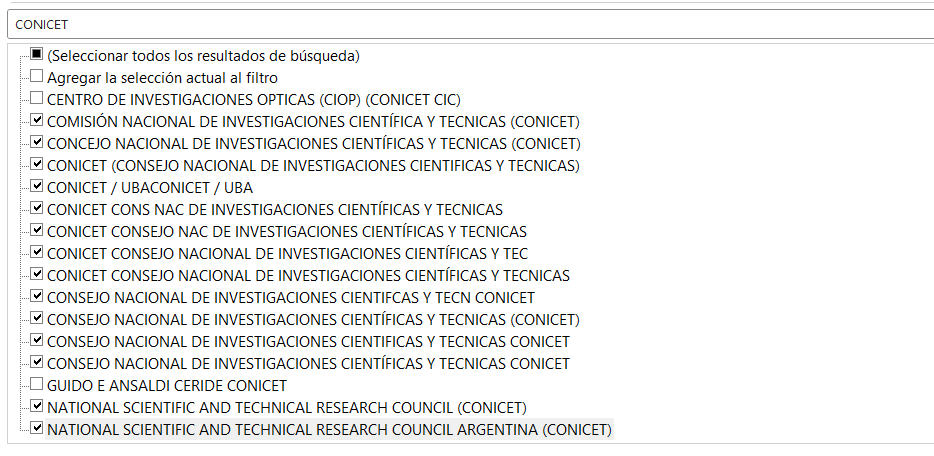 CONICET
(Seleccionar todos los resultados de búsqueda)
Agregar la selección actual al filtro
CENTRO DE INVESTIGACIONES OPTICAS (CIOP) (CONICET CIC)
COMISIÓN NACIONAL DE INVESTIGACIONES CIENTÍFICA Y TECNICAS (CONICET)
CONCEJO NACIONAL DE INVESTIGACIONES CIENTÍFICAS Y TECNICAS (CONICET)
CONICET (CONSEJO NACIONAL DE INVESTIGACIONES CIENTIFICAS Y TECNICAS)
CONICET / UBACONICET / UBA
CONICET CONS NAC DE INVESTIGACIONES CIENTÍFICAS Y TECNICAS
CONICET CONSEJO NAC DE INVESTIGACIONES CIENTÍFICAS Y TECNICAS
CONICET CONSEJO NACIONAL DE INVESTIGACIONES CIENTÍFICAS Y TEC
CONICET CONSEJO NACIONAL DE INVESTIGACIONES CIENTÍFICAS Y TECNICAS
CONSEJO NACIONAL DE INVESTIGACIONES CIENTIFCAS Y TECN CONICET
CONSEJO NACIONAL DE INVESTIGACIONES CIENTÍFICAS Y TECNICAS (CONICET)
CONSEJO NACIONAL DE INVESTIGACIONES CIENTIFICAS Y TECNICAS CONICET
CONSEJO NACIONAL DE INVESTIGACIONES CIENTÍFICAS Y TECNICAS CONICET
GUIDO E ANSALDI CERIDE CONICET
NATIONAL SCIENTIFIC AND TECHNICAL RESEARCH COUNCIL (CONICET)
NATIONAL SCIENTIFIC AND TECHNICAL RESEARCH COUNCIL ARGENTINA (CONICET)